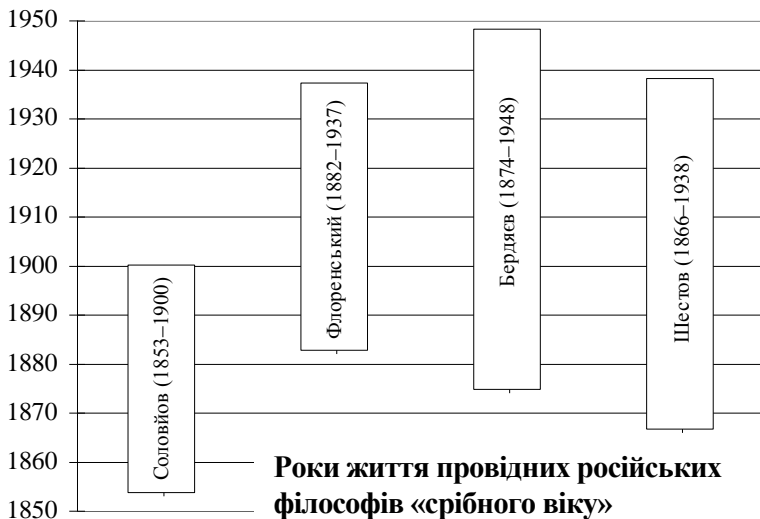 1950
1940
1930
1920
1910
1900
1890
1880
1870
1860
1850
Соловйов (1853–1900)
Флоренський (1882–1937)
Бердяєв (1874–1948)
Шестов (1866–1938)
Роки життя провідних російських
філософів «срібного віку»